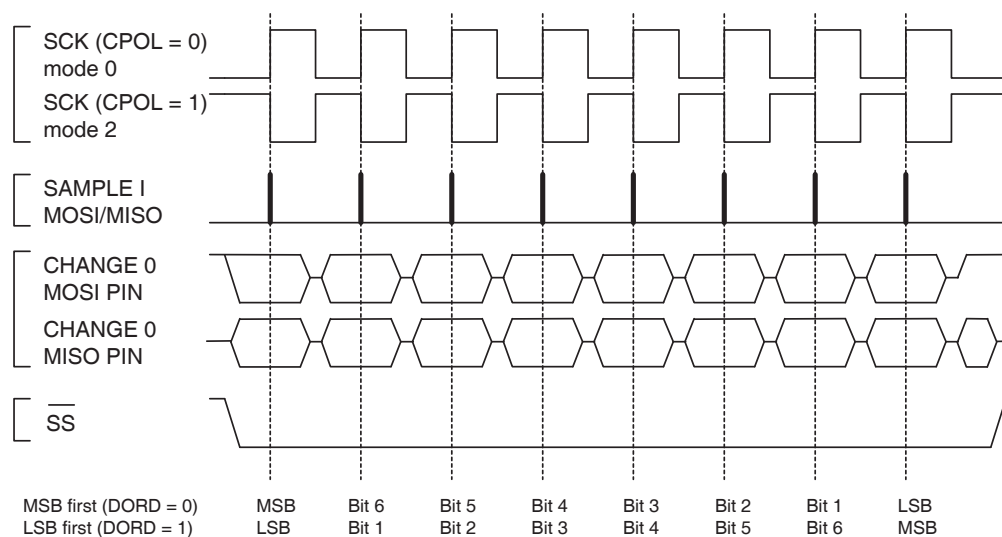 SCK (CPOL = 0)
mode 0
SCK (CPOL = 1)
mode 2
SAMPLE I
MOSI/MISO
CHANGE 0
MOSI PIN
CHANGE 0
MISO PIN
SS
MSB first (DORD = 0) MSB Bit 6 Bit 5 Bit 4 Bit 3 Bit 2 Bit 1 LSB
LSB first (DORD = 1) LSB Bit 1 Bit 2 Bit 3 Bit 4 Bit 5 Bit 6 MSB